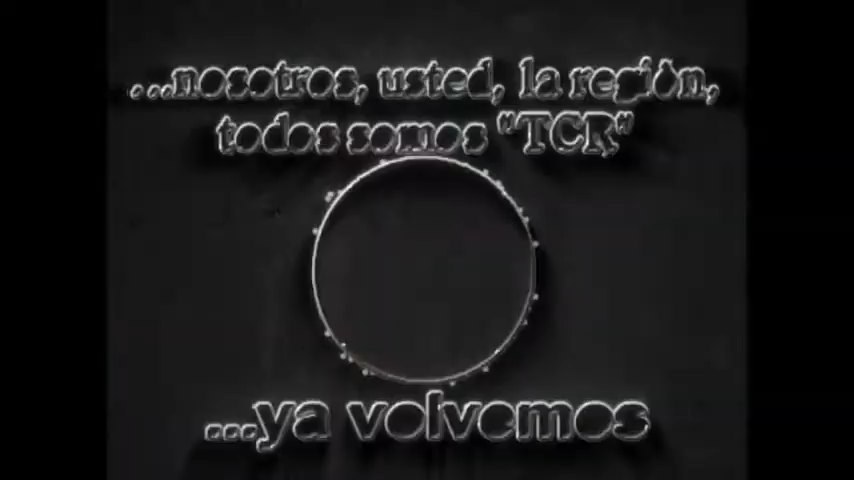 ...nosotros, usted, la región,
todos somos "TCR"
...ya volvemos